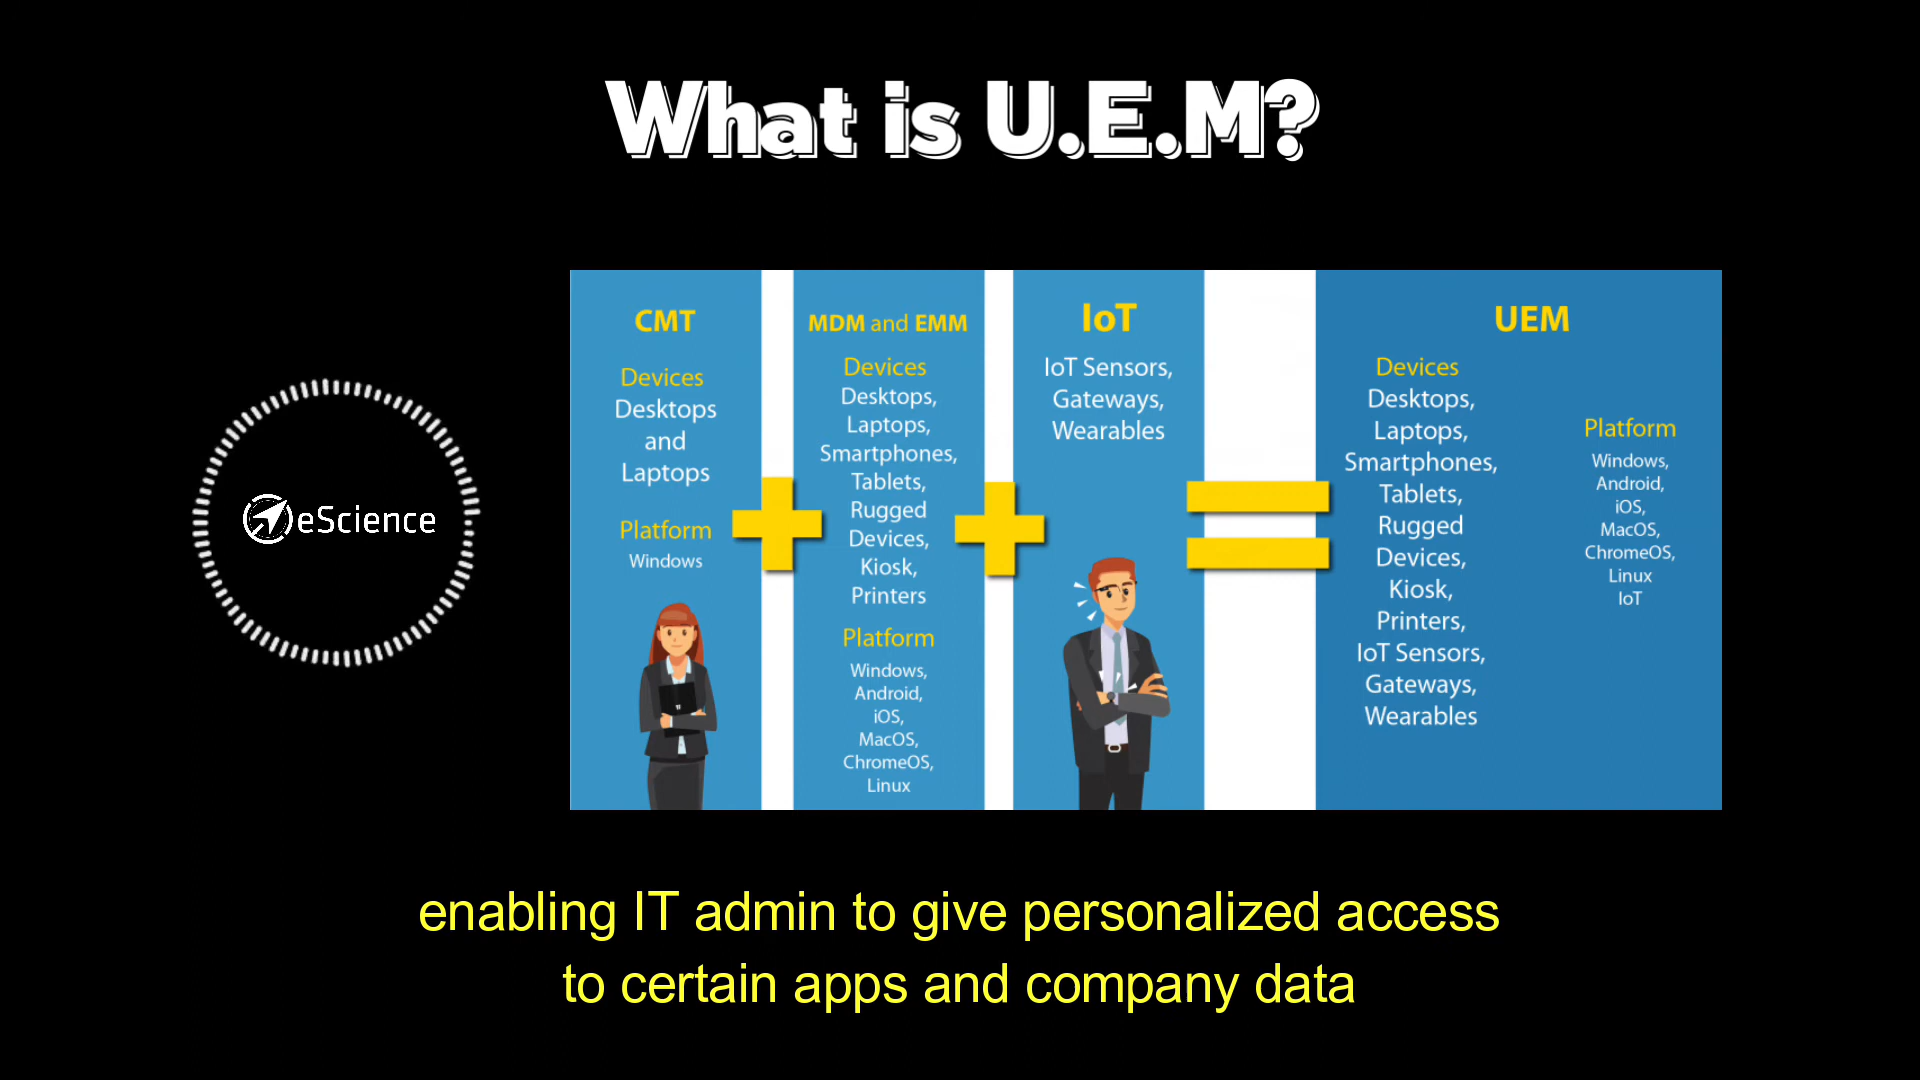 What is U.E.M?
eScience
CMT
Devices
Desktops
and
Laptops
Platform
Windows
MDM and EMM
Devices
Desktops,
Laptops,
Smartphones,
Tablets,
Rugged
Devices,
Kiosk,
Printers
Platform
Windows,
Android,
iOS,
MacOS,
ChromeOS,
Linux
IoT
IoT Sensors,
Gateways,
Wearables
UEM
Devices
Desktops,
Laptops,
Smartphones,
Tablets,
Rugged
Devices,
Kiosk,
Printers,
IoT Sensors,
Gateways,
Wearables
Platform
Windows,
Android,
iOS,
MacOS,
ChromeOS,
Linux
IoT
enabling IT admin to give personalized access
to certain apps and company data